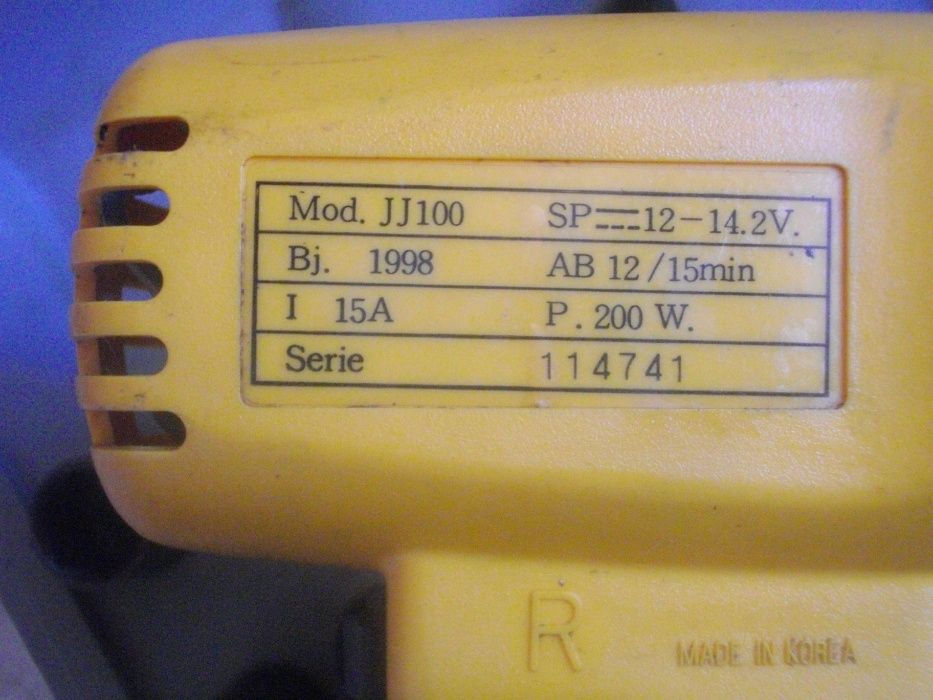 Mod. JJ100 SP⎓12-14.2V.
Bj. 1998 AB 12/15min
I 15A P. 200 W.
Serie 114741
R
MADE IN KOREA